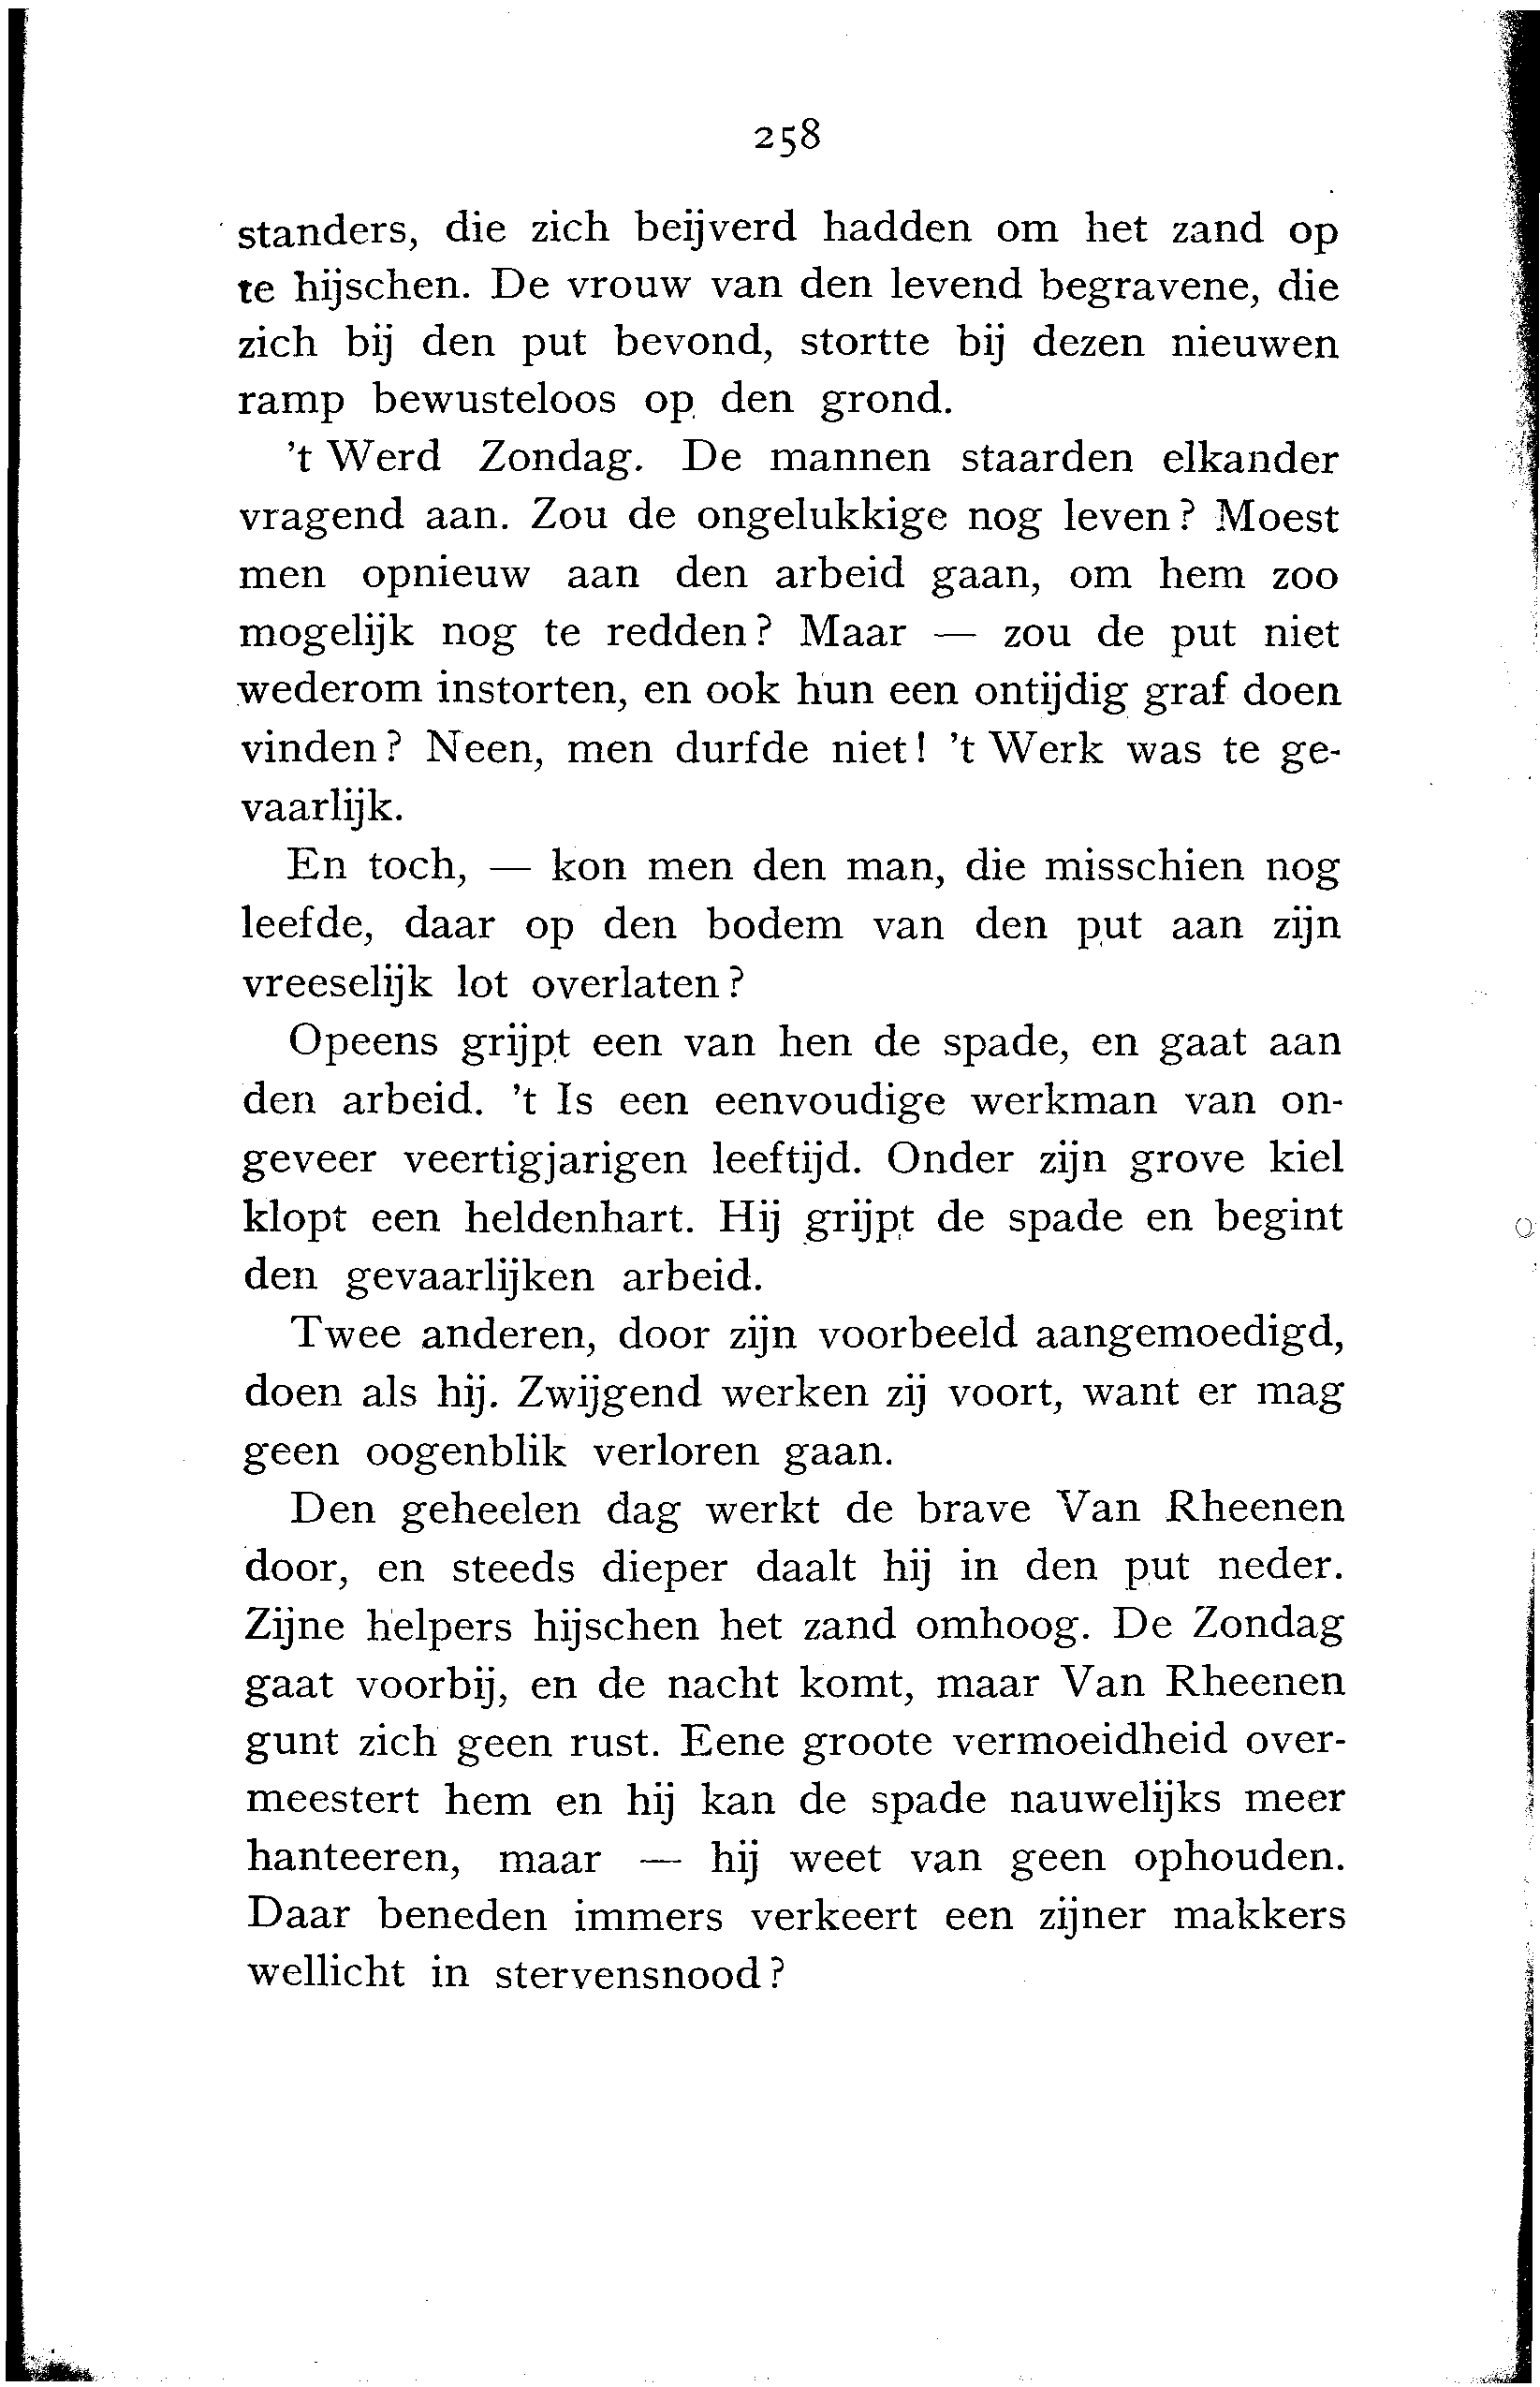 258
standers, die zich beijverd hadden om het zand op
te hijschen. De vrouw van den levend begravene, die
zich bij den put bevond, stortte bij dezen nieuwen
ramp bewusteloos op den grond.
't Werd Zondag. De mannen staarden elkander
vragend aan. Zou de ongelukkige nog leven? Moest
men opnieuw aan den arbeid gaan, om hem zoo
mogelijk nog te redden? Maar — zou de put niet
wederom instorten, en ook hun een ontijdig graf doen
vinden? Neen, men durfde niet! 't Werk was te ge-
vaarlijk.
En toch, — kon men den man, die misschien nog
leefde, daar op den bodem van den put aan zijn
vreeselijk lot overlaten?
Opeens grijpt een van hen de spade, en gaat aan
den arbeid. 't Is een eenvoudige werkman van on-
geveer veertigjarigen leeftijd. Onder zijn grove kiel
klopt een heldenhart. Hij grijpt de spade en begint
den gevaarlijken arbeid.
Twee anderen, door zijn voorbeeld aangemoedigd,
doen als hij. Zwijgend werken zij voort, want er mag
geen oogenblik verloren gaan.
Den geheelen dag werkt de brave Van Rheenen
door, en steeds dieper daalt hij in den put neder.
Zijne helpers hijschen het zand omhoog. De Zondag
gaat voorbij, en de nacht komt, maar Van Rheenen
gunt zich geen rust. Eene groote vermoeidheid over-
meestert hem en hij kan de spade nauwelijks meer
hanteeren, maar — hij weet van geen ophouden.
Daar beneden immers verkeert een zijner makkers
wellicht in stervensnood?